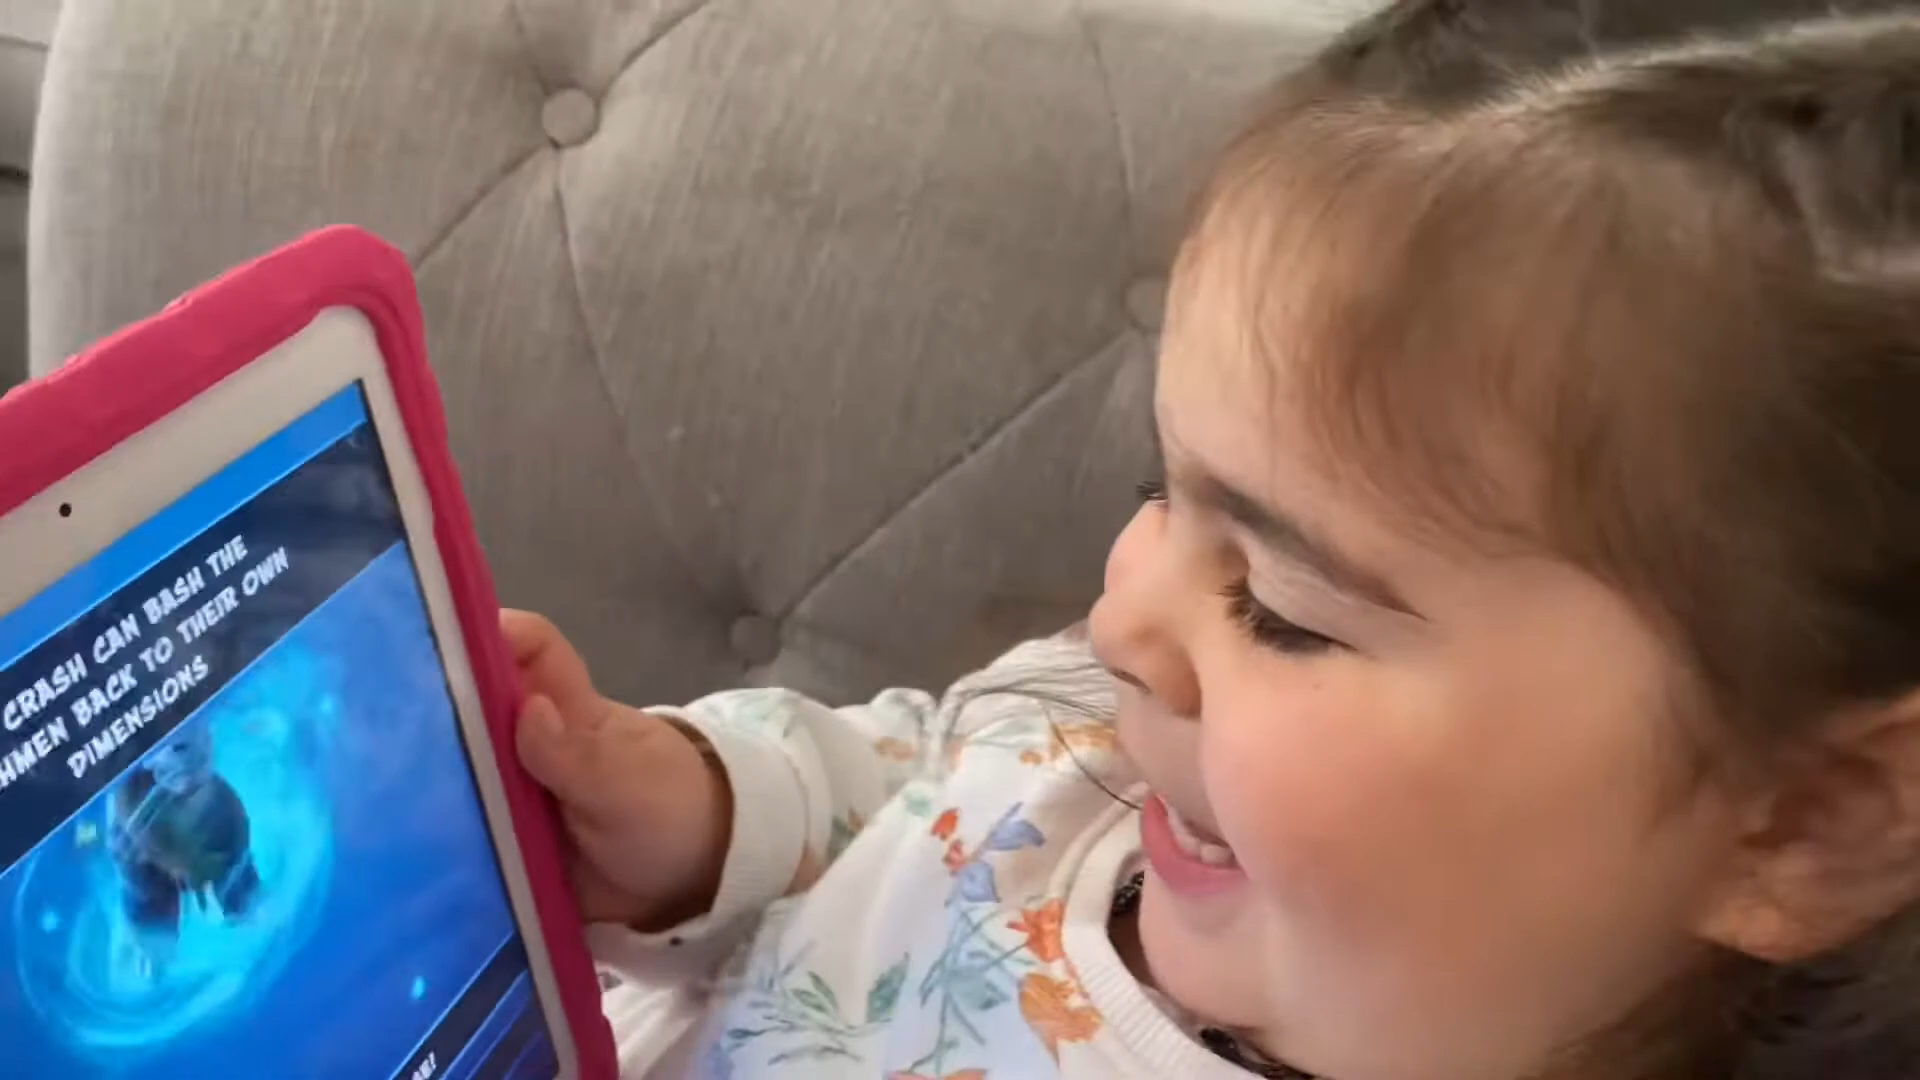 CRASH CAN BASH THE
BACK TO THEIR OWN
DIMENSIONS